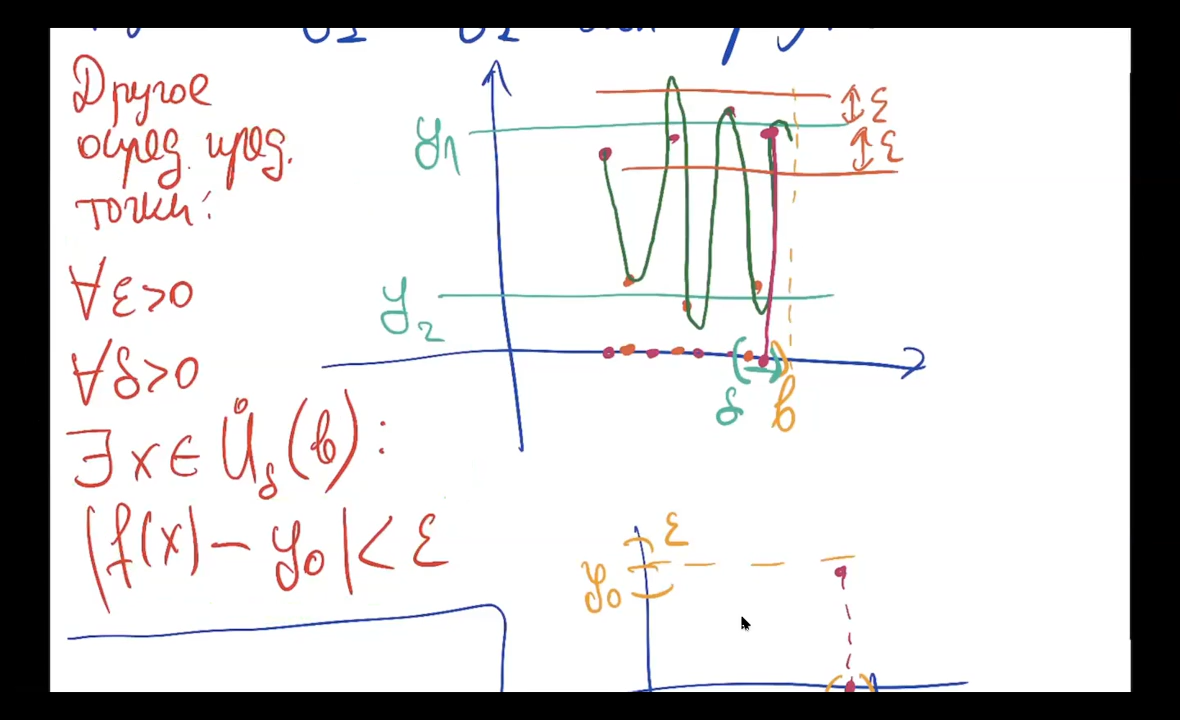 Другое
опред. пред.
точки:
∀ε>0
∀δ>0
∃x∈Ů_δ(b):
|f(x) − y₀| < ε
y₁
y₂
ε
ε
δ
b
ε
y₀